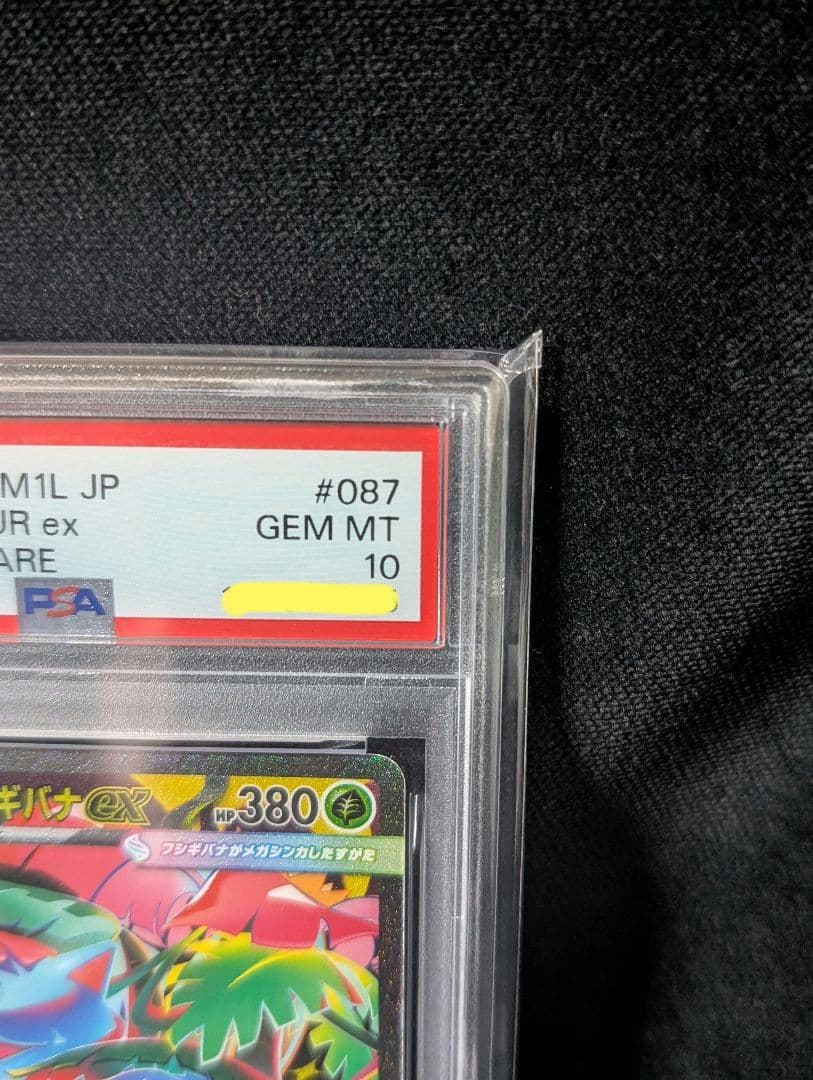 M1L JP #087
UR ex GEM MT
ARE 10
PSA
ギバナex HP380
フシギバナがメガシンカしたすがた